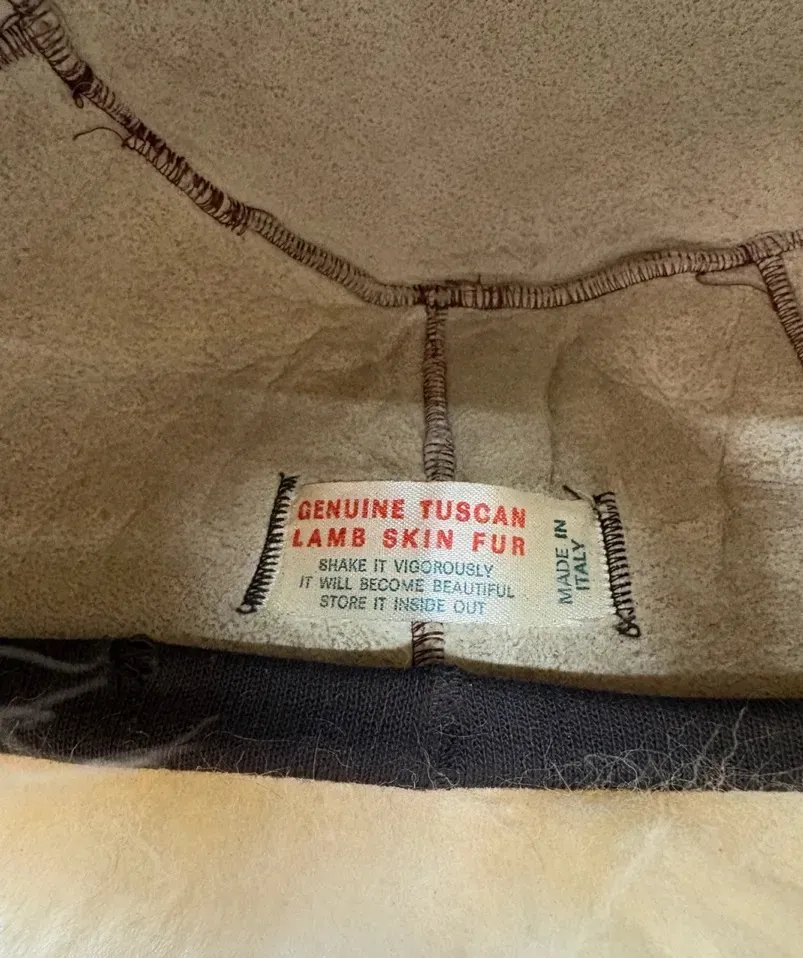 GENUINE TUSCAN
LAMB SKIN FUR
SHAKE IT VIGOROUSLY
IT WILL BECOME BEAUTIFUL
STORE IT INSIDE OUT
MADE IN
ITALY